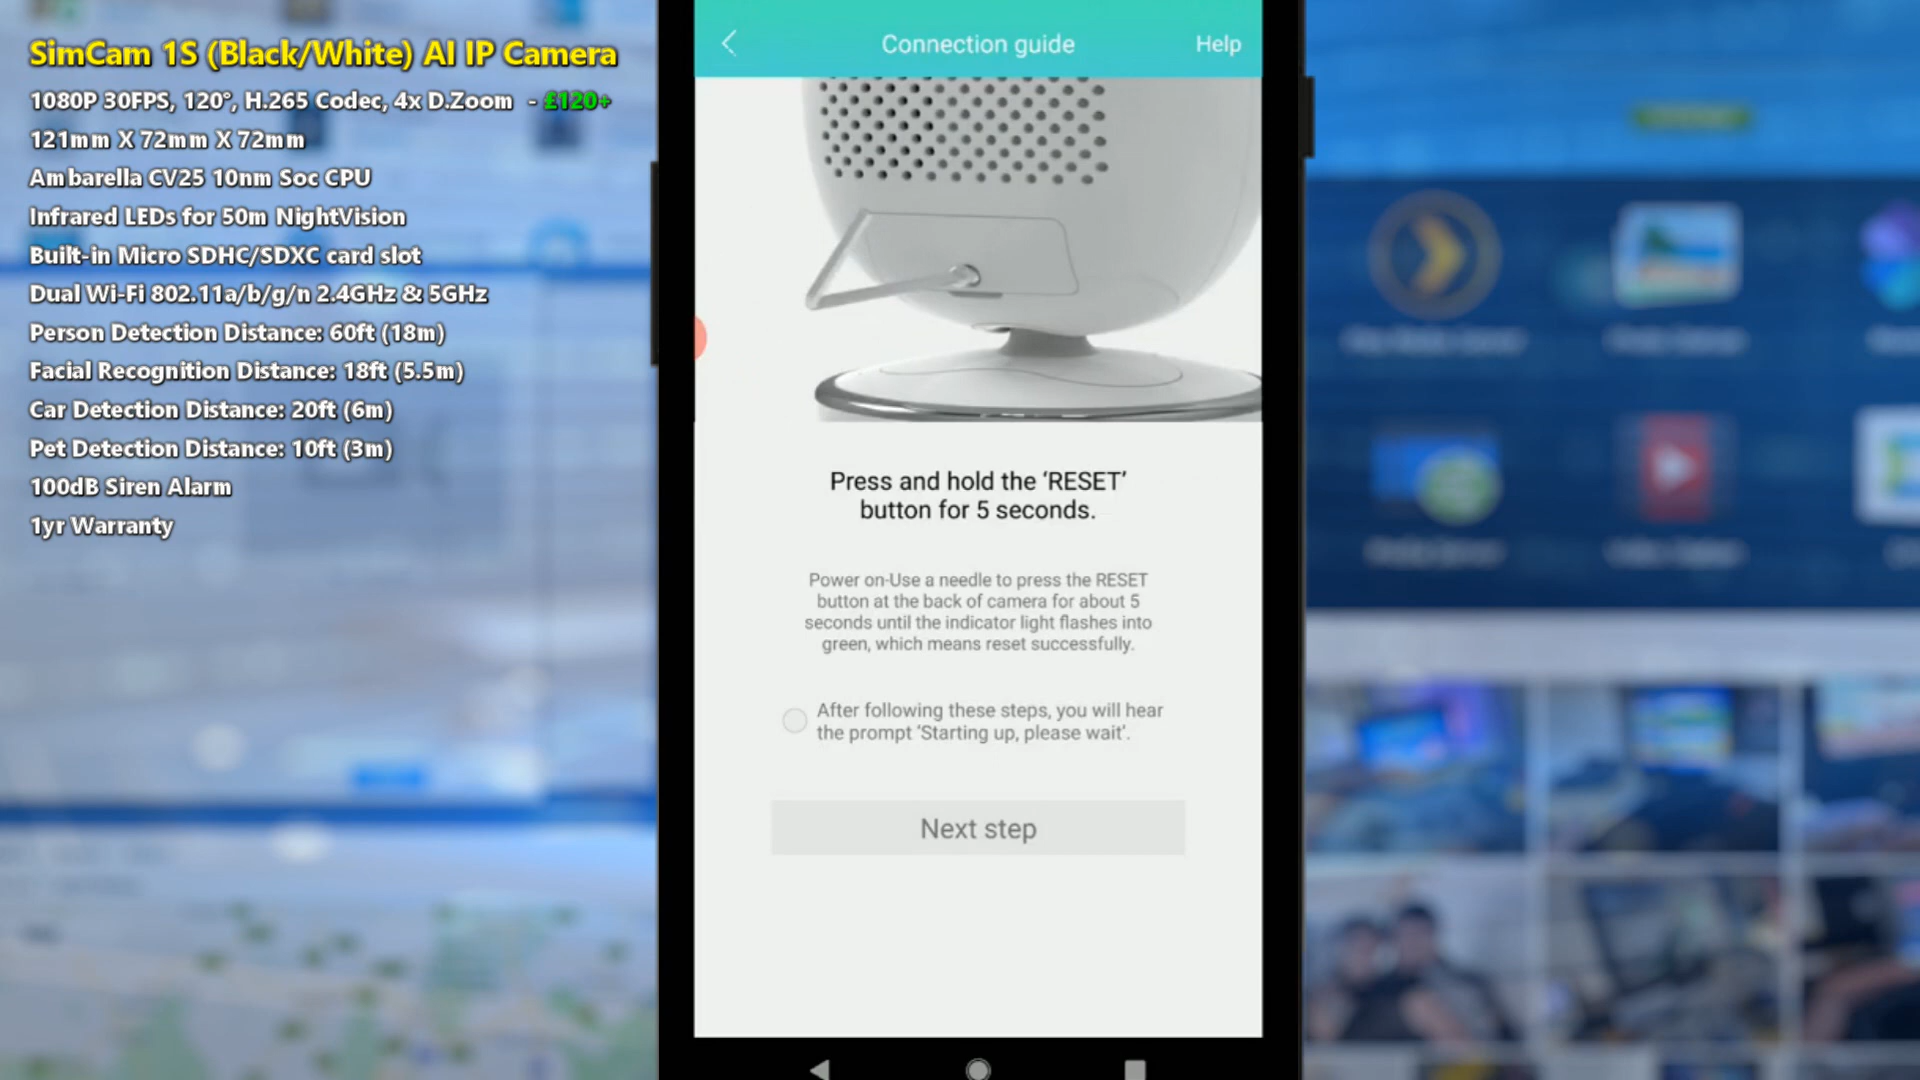 SimCam 1S (Black/White) AI IP Camera
1080P 30FPS, 120°, H.265 Codec, 4x D.Zoom - £120+
121mm X 72mm X 72mm
Ambarella CV25 10nm Soc CPU
Infrared LEDs for 50m NightVision
Built-in Micro SDHC/SDXC card slot
Dual Wi-Fi 802.11a/b/g/n 2.4GHz & 5GHz
Person Detection Distance: 60ft (18m)
Facial Recognition Distance: 18ft (5.5m)
Car Detection Distance: 20ft (6m)
Pet Detection Distance: 10ft (3m)
100dB Siren Alarm
1yr Warranty
Connection guide
Help
Press and hold the ‘RESET’
button for 5 seconds.
Power on-Use a needle to press the RESET
button at the back of camera for about 5
seconds until the indicator light flashes into
green, which means reset successfully.
After following these steps, you will hear
the prompt ‘Starting up, please wait’.
Next step